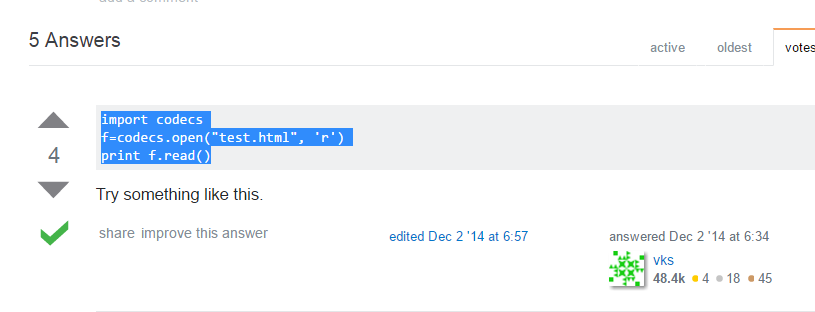 add a comment
5 Answers
active oldest votes
import codecs
4
f=codecs.open("test.html", 'r')
print f.read()
Try something like this.
share improve this answer
edited Dec 2 '14 at 6:57
answered Dec 2 '14 at 6:34
vks
48.4k 4 18 45